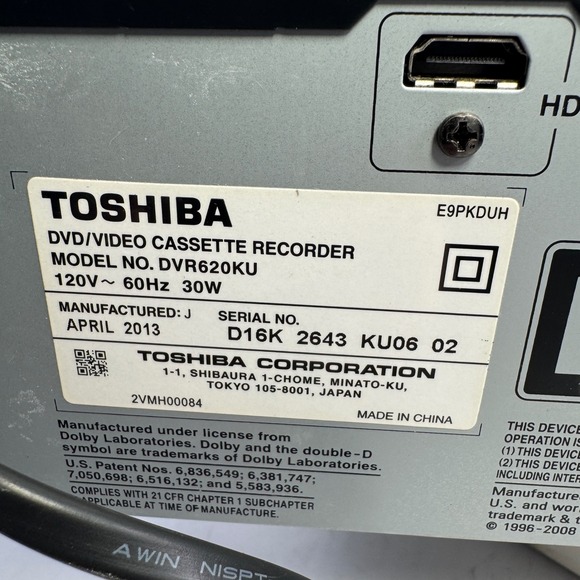 HD
TOSHIBA
E9PKDUH
DVD/VIDEO CASSETTE RECORDER
MODEL NO. DVR620KU
120V～ 60Hz 30W
MANUFACTURED: J
APRIL 2013
SERIAL NO.
D16K 2643 KU06 02
TOSHIBA CORPORATION
1-1, SHIBAURA 1-CHOME, MINATO-KU,
TOKYO 105-8001, JAPAN
2VMH00084
MADE IN CHINA
Manufactured under license from
Dolby Laboratories. Dolby and the double-D
symbol are trademarks of Dolby Laboratories.
U.S. Patent Nos. 6,836,549; 6,381,747;
7,050,698; 6,516,132; and 5,583,936.
COMPLIES WITH 21 CFR CHAPTER 1 SUBCHAPTER
APPLICABLE AT TIME OF MANUFACTURE.
THIS DEVICE
OPERATION IS
(1) THIS DEVICE
(2) THIS DEVICE
INCLUDING INTER
Manufacture
U.S. and wor
trademark &
© 1996-2008
AWIN NISPT